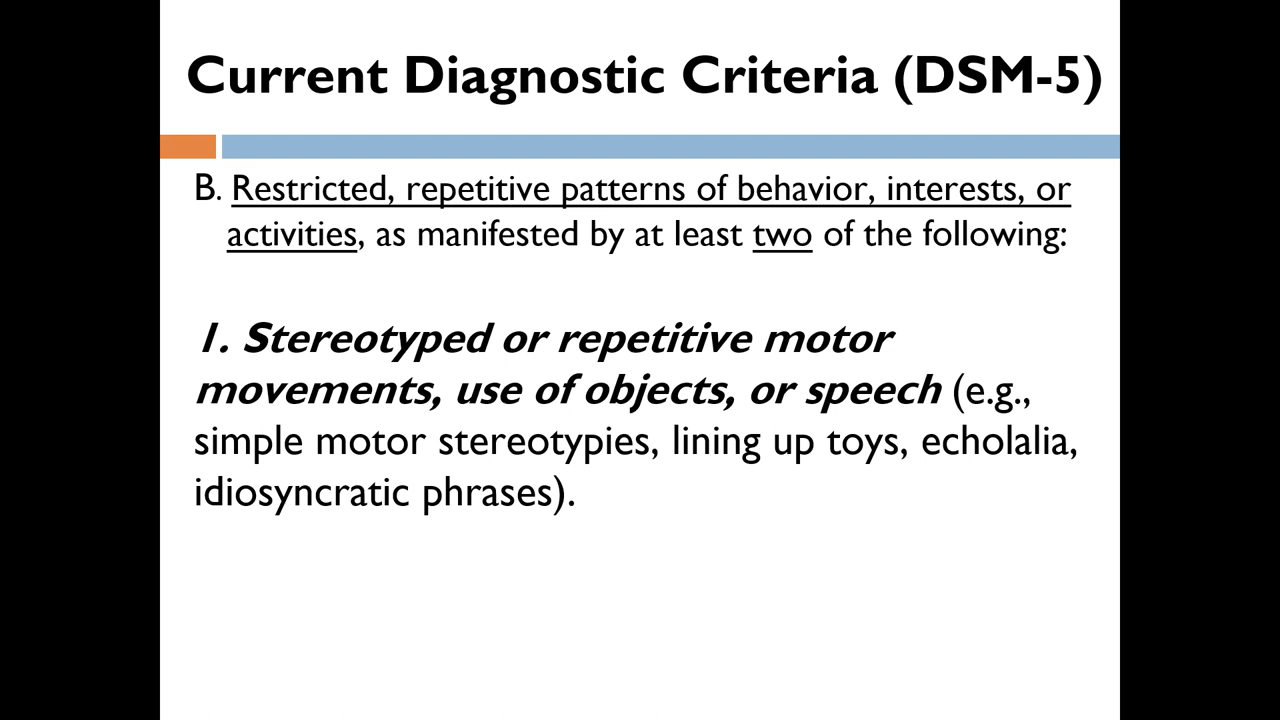 Current Diagnostic Criteria (DSM-5)
B. Restricted, repetitive patterns of behavior, interests, or
activities, as manifested by at least two of the following:
1. Stereotyped or repetitive motor
movements, use of objects, or speech (e.g.,
simple motor stereotypies, lining up toys, echolalia,
idiosyncratic phrases).